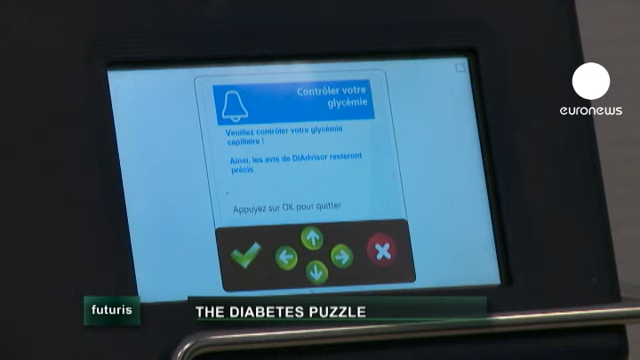 Contrôler votre
glycémie
Veuillez contrôler votre glycémie
capillaire !
Ainsi, les avis de DIAdvisor resteront
précis
Appuyez sur OK pour quitter
euronews
futuris
THE DIABETES PUZZLE